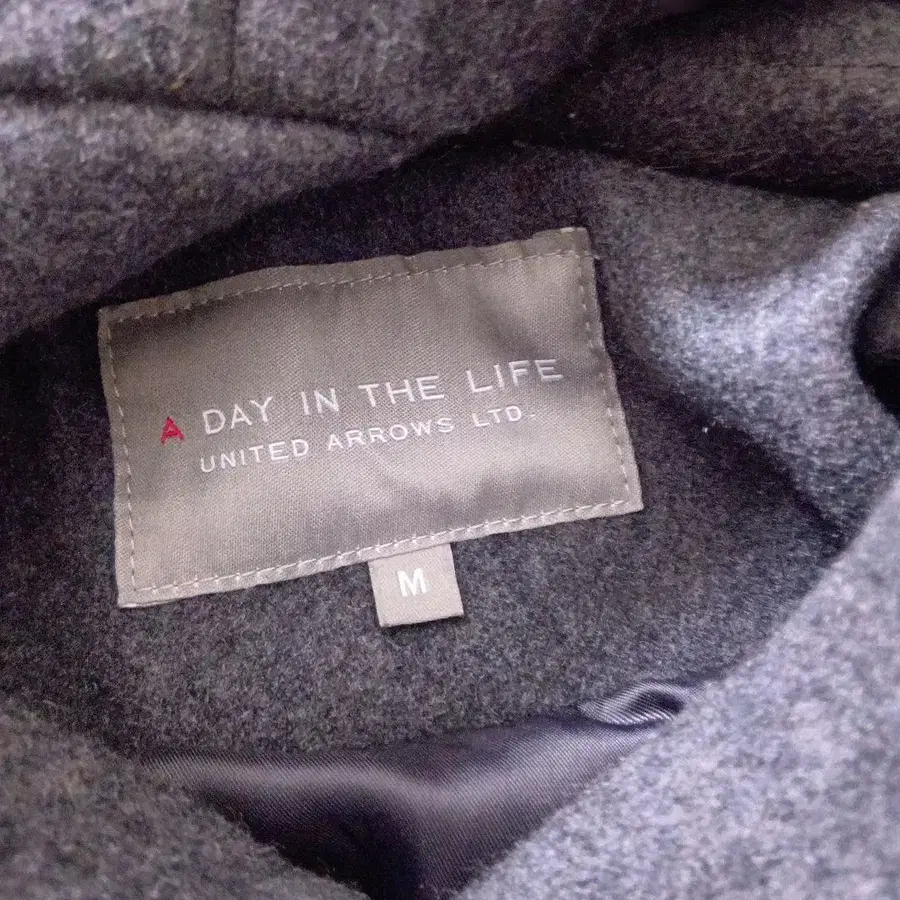 A DAY IN THE LIFE
UNITED ARROWS LTD.
M